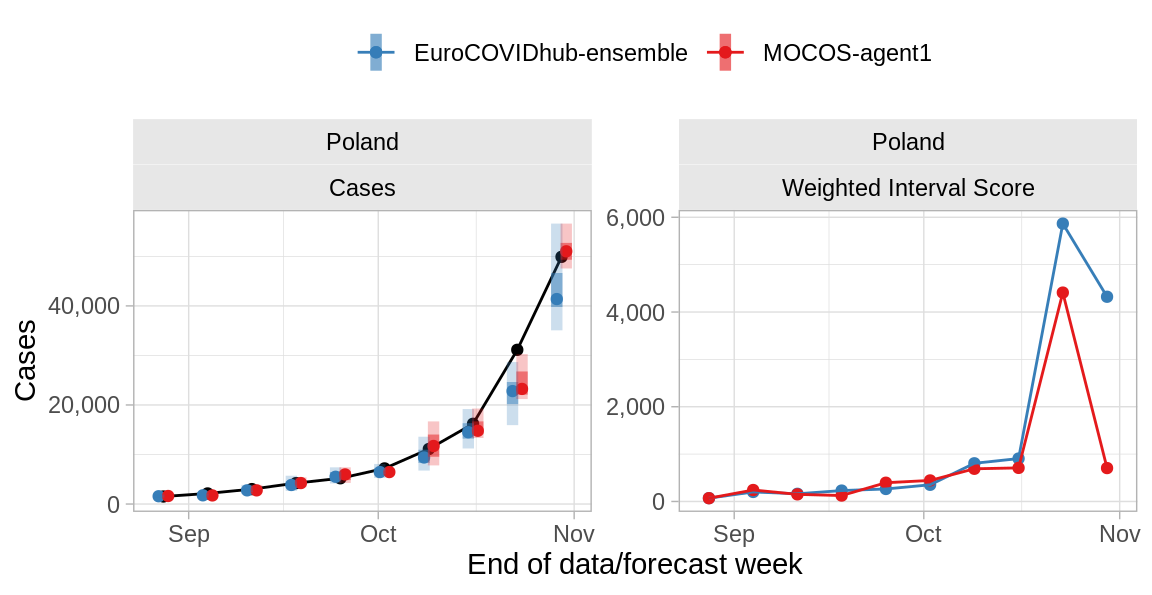 EuroCOVIDhub-ensemble MOCOS-agent1
Poland
Cases
Cases
40,000
20,000
0
Sep Oct Nov
Poland
Weighted Interval Score
6,000
4,000
2,000
0
Sep Oct Nov
End of data/forecast week